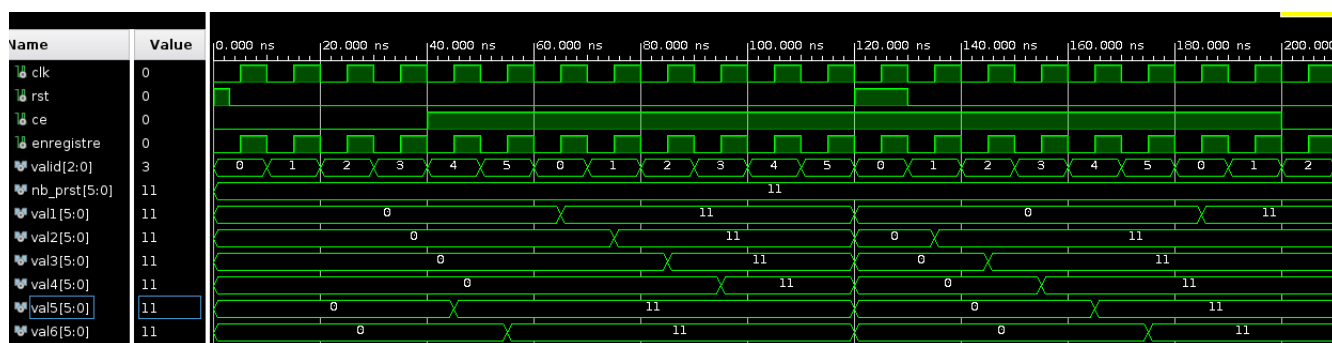 Name Value 0.000 ns 20.000 ns 40.000 ns 60.000 ns 80.000 ns 100.000 ns 120.000 ns 140.000 ns 160.000 ns 180.000 ns 200.000
clk 0
rst 0
ce 0
enregistre 0
valid[2:0] 3 0 1 2 3 4 5 0 1 2 3 4 5 0 1 2 3 4 5 0 1 2
nb_prst[5:0] 11 11
val1[5:0] 11 0 11 0 11
val2[5:0] 11 0 11 0 11
val3[5:0] 11 0 11 0 11
val4[5:0] 11 0 11 0 11
val5[5:0] 11 0 11 0 11
val6[5:0] 11 0 11 0 11